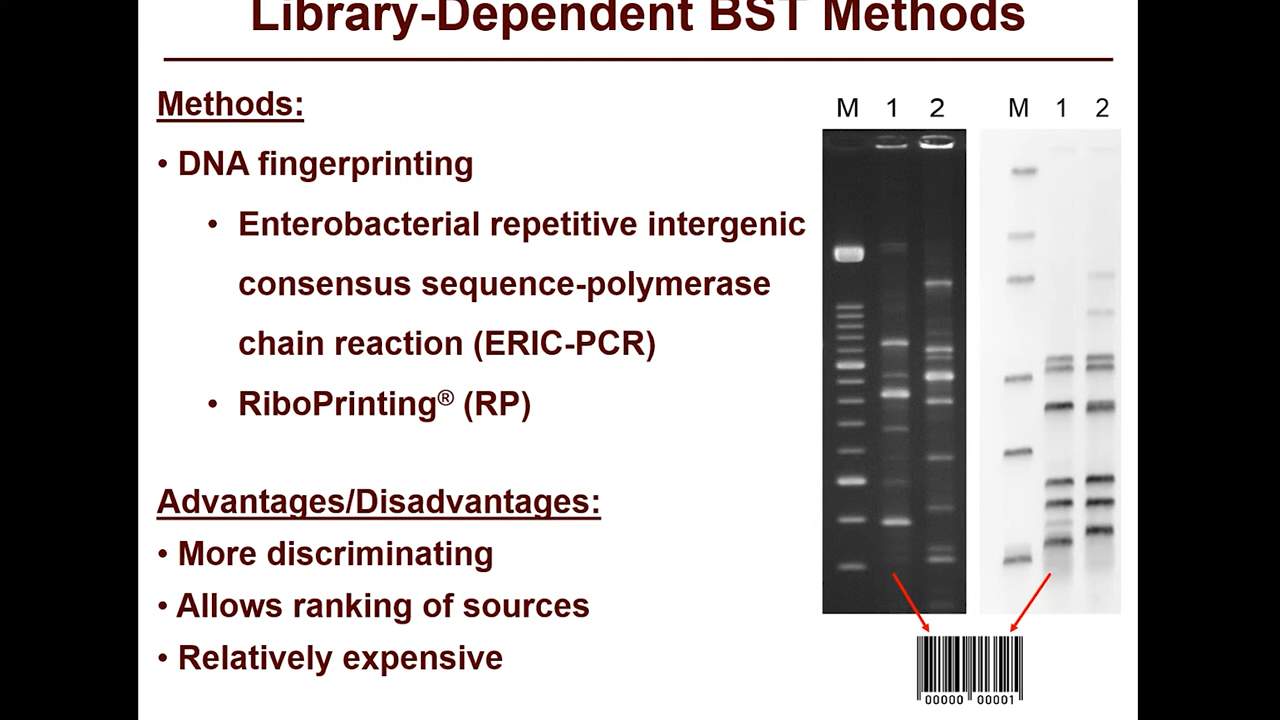 Library-Dependent BST Methods
Methods:
• DNA fingerprinting
• Enterobacterial repetitive intergenic
consensus sequence-polymerase
chain reaction (ERIC-PCR)
• RiboPrinting® (RP)
Advantages/Disadvantages:
• More discriminating
• Allows ranking of sources
• Relatively expensive
M 1 2
M 1 2
00000 00001